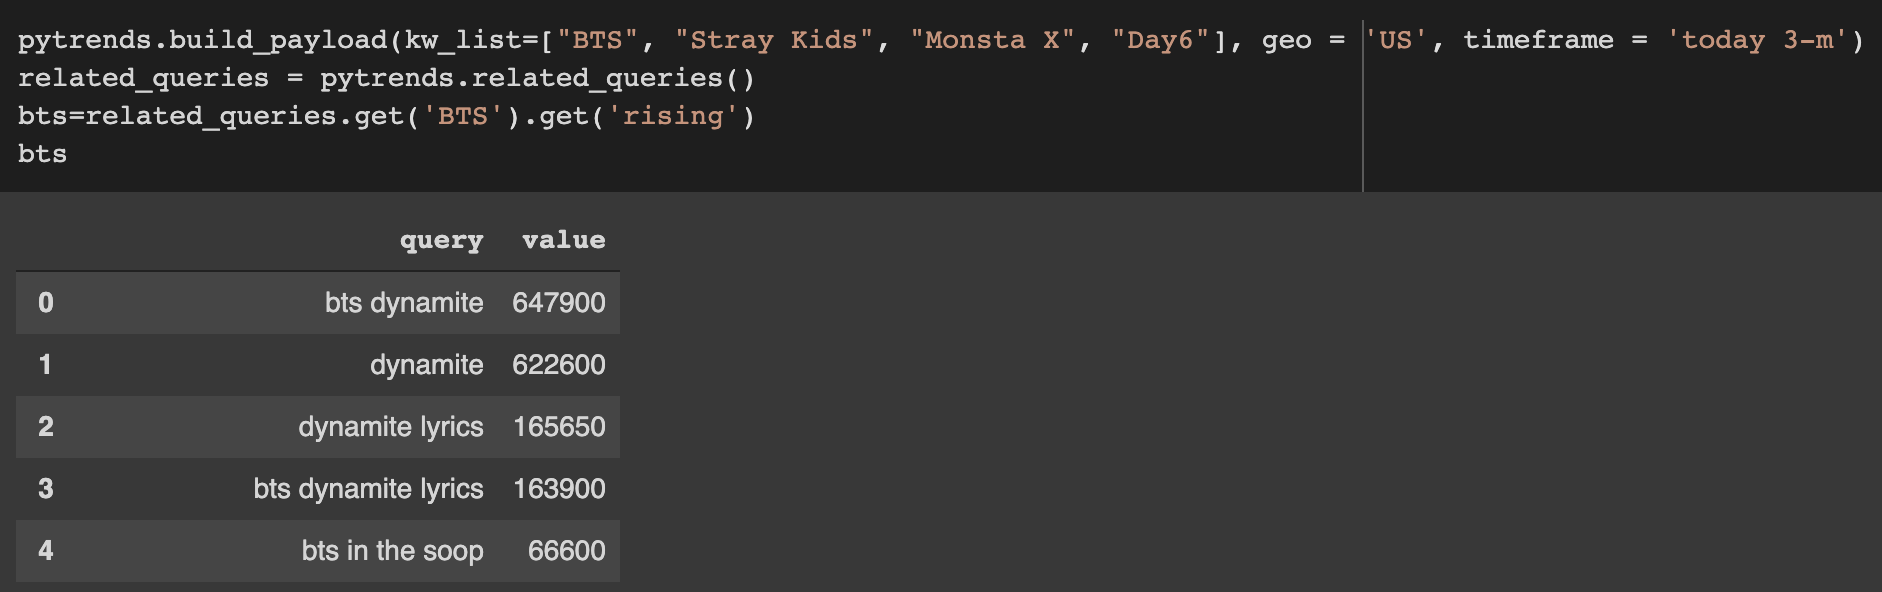 pytrends.build_payload(kw_list=["BTS", "Stray Kids", "Monsta X", "Day6"], geo = 'US', timeframe = 'today 3-m')
related_queries = pytrends.related_queries()
bts=related_queries.get('BTS').get('rising')
bts
query value
0 bts dynamite 647900
1 dynamite 622600
2 dynamite lyrics 165650
3 bts dynamite lyrics 163900
4 bts in the soop 66600